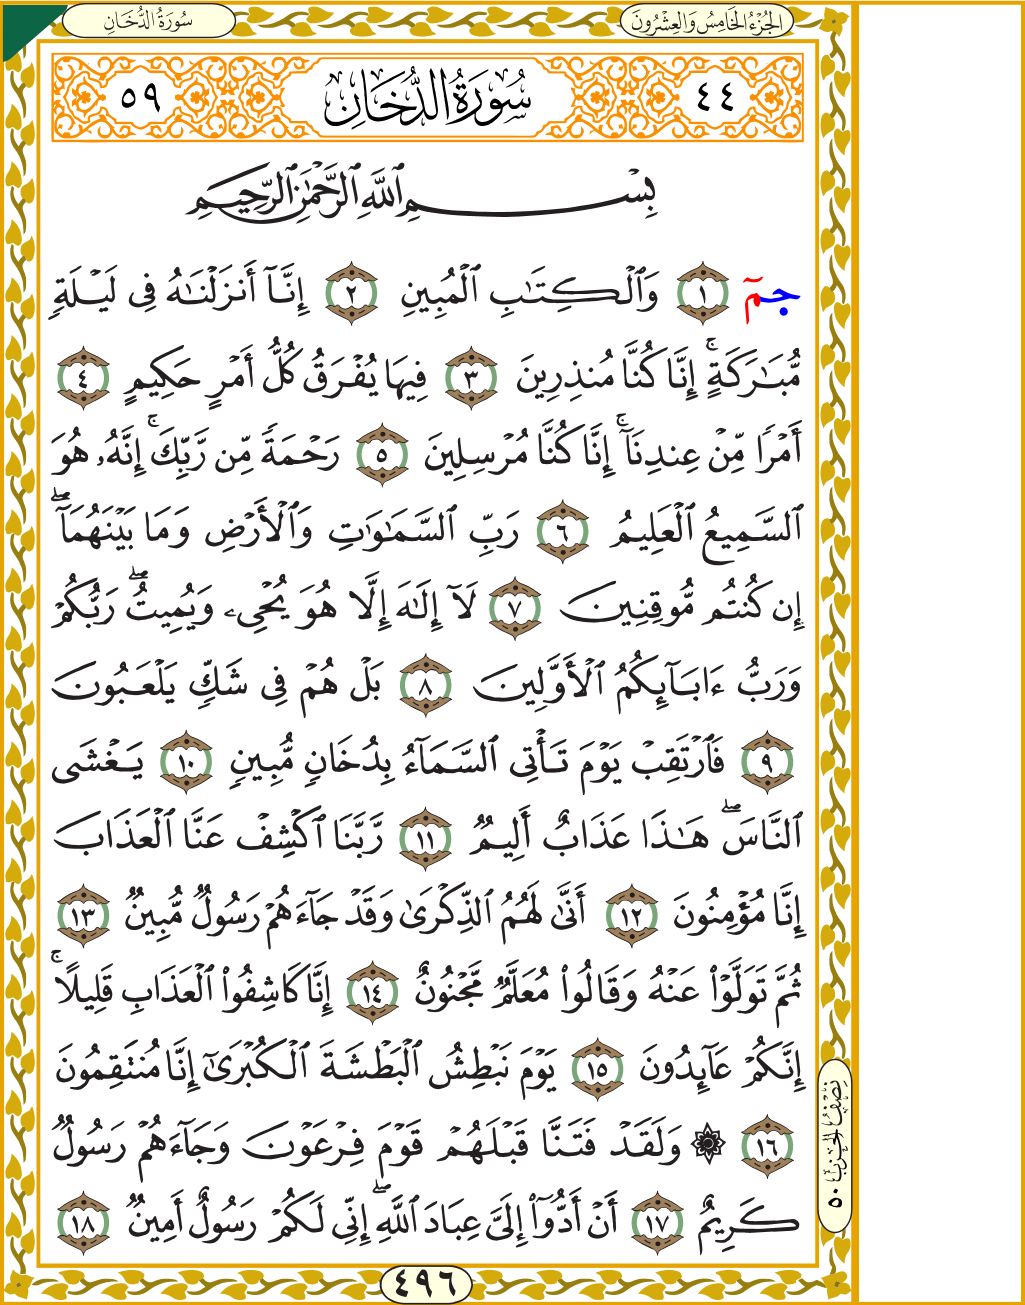 الجُزْءُ الخَامِسُ وَالعِشْرُونَ
سُورَةُ الدُّخَانِ
٤٤ سُورَةُ الدُّخَانِ ٥٩
بِسْمِ ٱللَّهِ ٱلرَّحْمَٰنِ ٱلرَّحِيمِ
جمٓ ١ وَٱلْكِتَٰبِ ٱلْمُبِينِ ٢ إِنَّآ أَنزَلْنَٰهُ فِى لَيْلَةٍ
مُّبَٰرَكَةٍ ۚ إِنَّا كُنَّا مُنذِرِينَ ٣ فِيهَا يُفْرَقُ كُلُّ أَمْرٍ حَكِيمٍ ٤
أَمْرًا مِّنْ عِندِنَآ ۚ إِنَّا كُنَّا مُرْسِلِينَ ٥ رَحْمَةً مِّن رَّبِّكَ ۚ إِنَّهُۥ هُوَ
ٱلسَّمِيعُ ٱلْعَلِيمُ ٦ رَبِّ ٱلسَّمَٰوَٰتِ وَٱلْأَرْضِ وَمَا بَيْنَهُمَآ ۖ
إِن كُنتُم مُّوقِنِينَ ٧ لَآ إِلَٰهَ إِلَّا هُوَ يُحْىِۦ وَيُمِيتُ ۖ رَبُّكُمْ
وَرَبُّ ءَابَآئِكُمُ ٱلْأَوَّلِينَ ٨ بَلْ هُمْ فِى شَكٍّ يَلْعَبُونَ
٩ فَٱرْتَقِبْ يَوْمَ تَأْتِى ٱلسَّمَآءُ بِدُخَانٍ مُّبِينٍ ١٠ يَغْشَى
ٱلنَّاسَ ۖ هَٰذَا عَذَابٌ أَلِيمٌ ١١ رَّبَّنَا ٱكْشِفْ عَنَّا ٱلْعَذَابَ
إِنَّا مُؤْمِنُونَ ١٢ أَنَّىٰ لَهُمُ ٱلذِّكْرَىٰ وَقَدْ جَآءَهُمْ رَسُولٌ مُّبِينٌ ١٣
ثُمَّ تَوَلَّوْا۟ عَنْهُ وَقَالُوا۟ مُعَلَّمٌ مَّجْنُونٌ ١٤ إِنَّا كَاشِفُوا۟ ٱلْعَذَابِ قَلِيلًا ۚ
إِنَّكُمْ عَآئِدُونَ ١٥ يَوْمَ نَبْطِشُ ٱلْبَطْشَةَ ٱلْكُبْرَىٰٓ إِنَّا مُنتَقِمُونَ
١٦ ۞ وَلَقَدْ فَتَنَّا قَبْلَهُمْ قَوْمَ فِرْعَوْنَ وَجَآءَهُمْ رَسُولٌ
كَرِيمٌ ١٧ أَنْ أَدُّوٓا۟ إِلَىَّ عِبَادَ ٱللَّهِ ۖ إِنِّى لَكُمْ رَسُولٌ أَمِينٌ ١٨
نِصْفُ الحِزْبِ ٥٠
٤٩٦